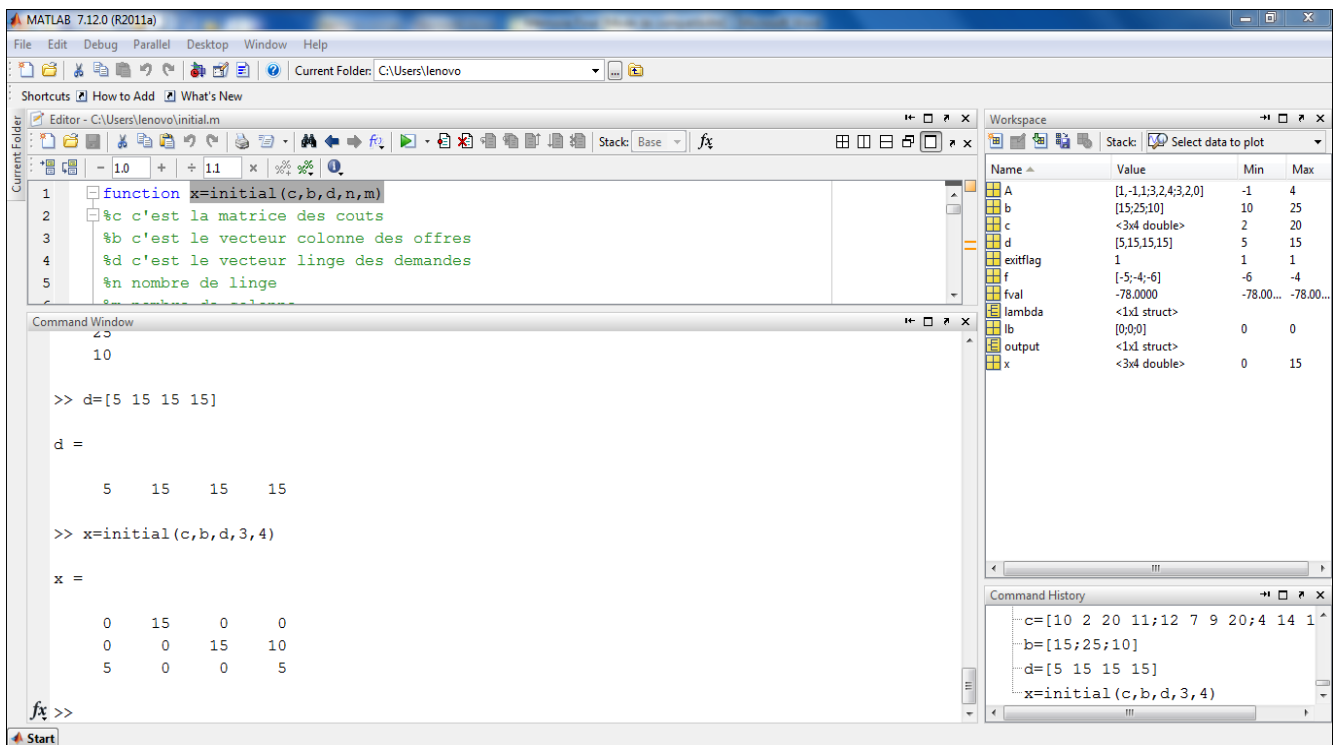 MATLAB 7.12.0 (R2011a)
File Edit Debug Parallel Desktop Window Help
Current Folder: C:\Users\lenovo
Shortcuts How to Add What's New
Current Folder
Editor - C:\Users\lenovo\initial.m
Stack: Base fx
- 1.0 + ÷ 1.1 ×
1 function x=initial(c,b,d,n,m)
2 %c c'est la matrice des couts
3 %b c'est le vecteur colonne des offres
4 %d c'est le vecteur linge des demandes
5 %n nombre de linge
Command Window
25
10
>> d=[5 15 15 15]
d =
5 15 15 15
>> x=initial(c,b,d,3,4)
x =
0 15 0 0
0 0 15 10
5 0 0 5
fx >>
Start
Workspace
Stack: Select data to plot
Name Value Min Max
A [1,-1,1;3,2,4;3,2,0] -1 4
b [15;25;10] 10 25
c <3x4 double> 2 20
d [5,15,15,15] 5 15
exitflag 1 1 1
f [-5;-4;-6] -6 -4
fval -78.0000 -78.00... -78.00...
lambda <1x1 struct>
lb [0;0;0] 0 0
output <1x1 struct>
x <3x4 double> 0 15
Command History
c=[10 2 20 11;12 7 9 20;4 14 1
b=[15;25;10]
d=[5 15 15 15]
x=initial(c,b,d,3,4)